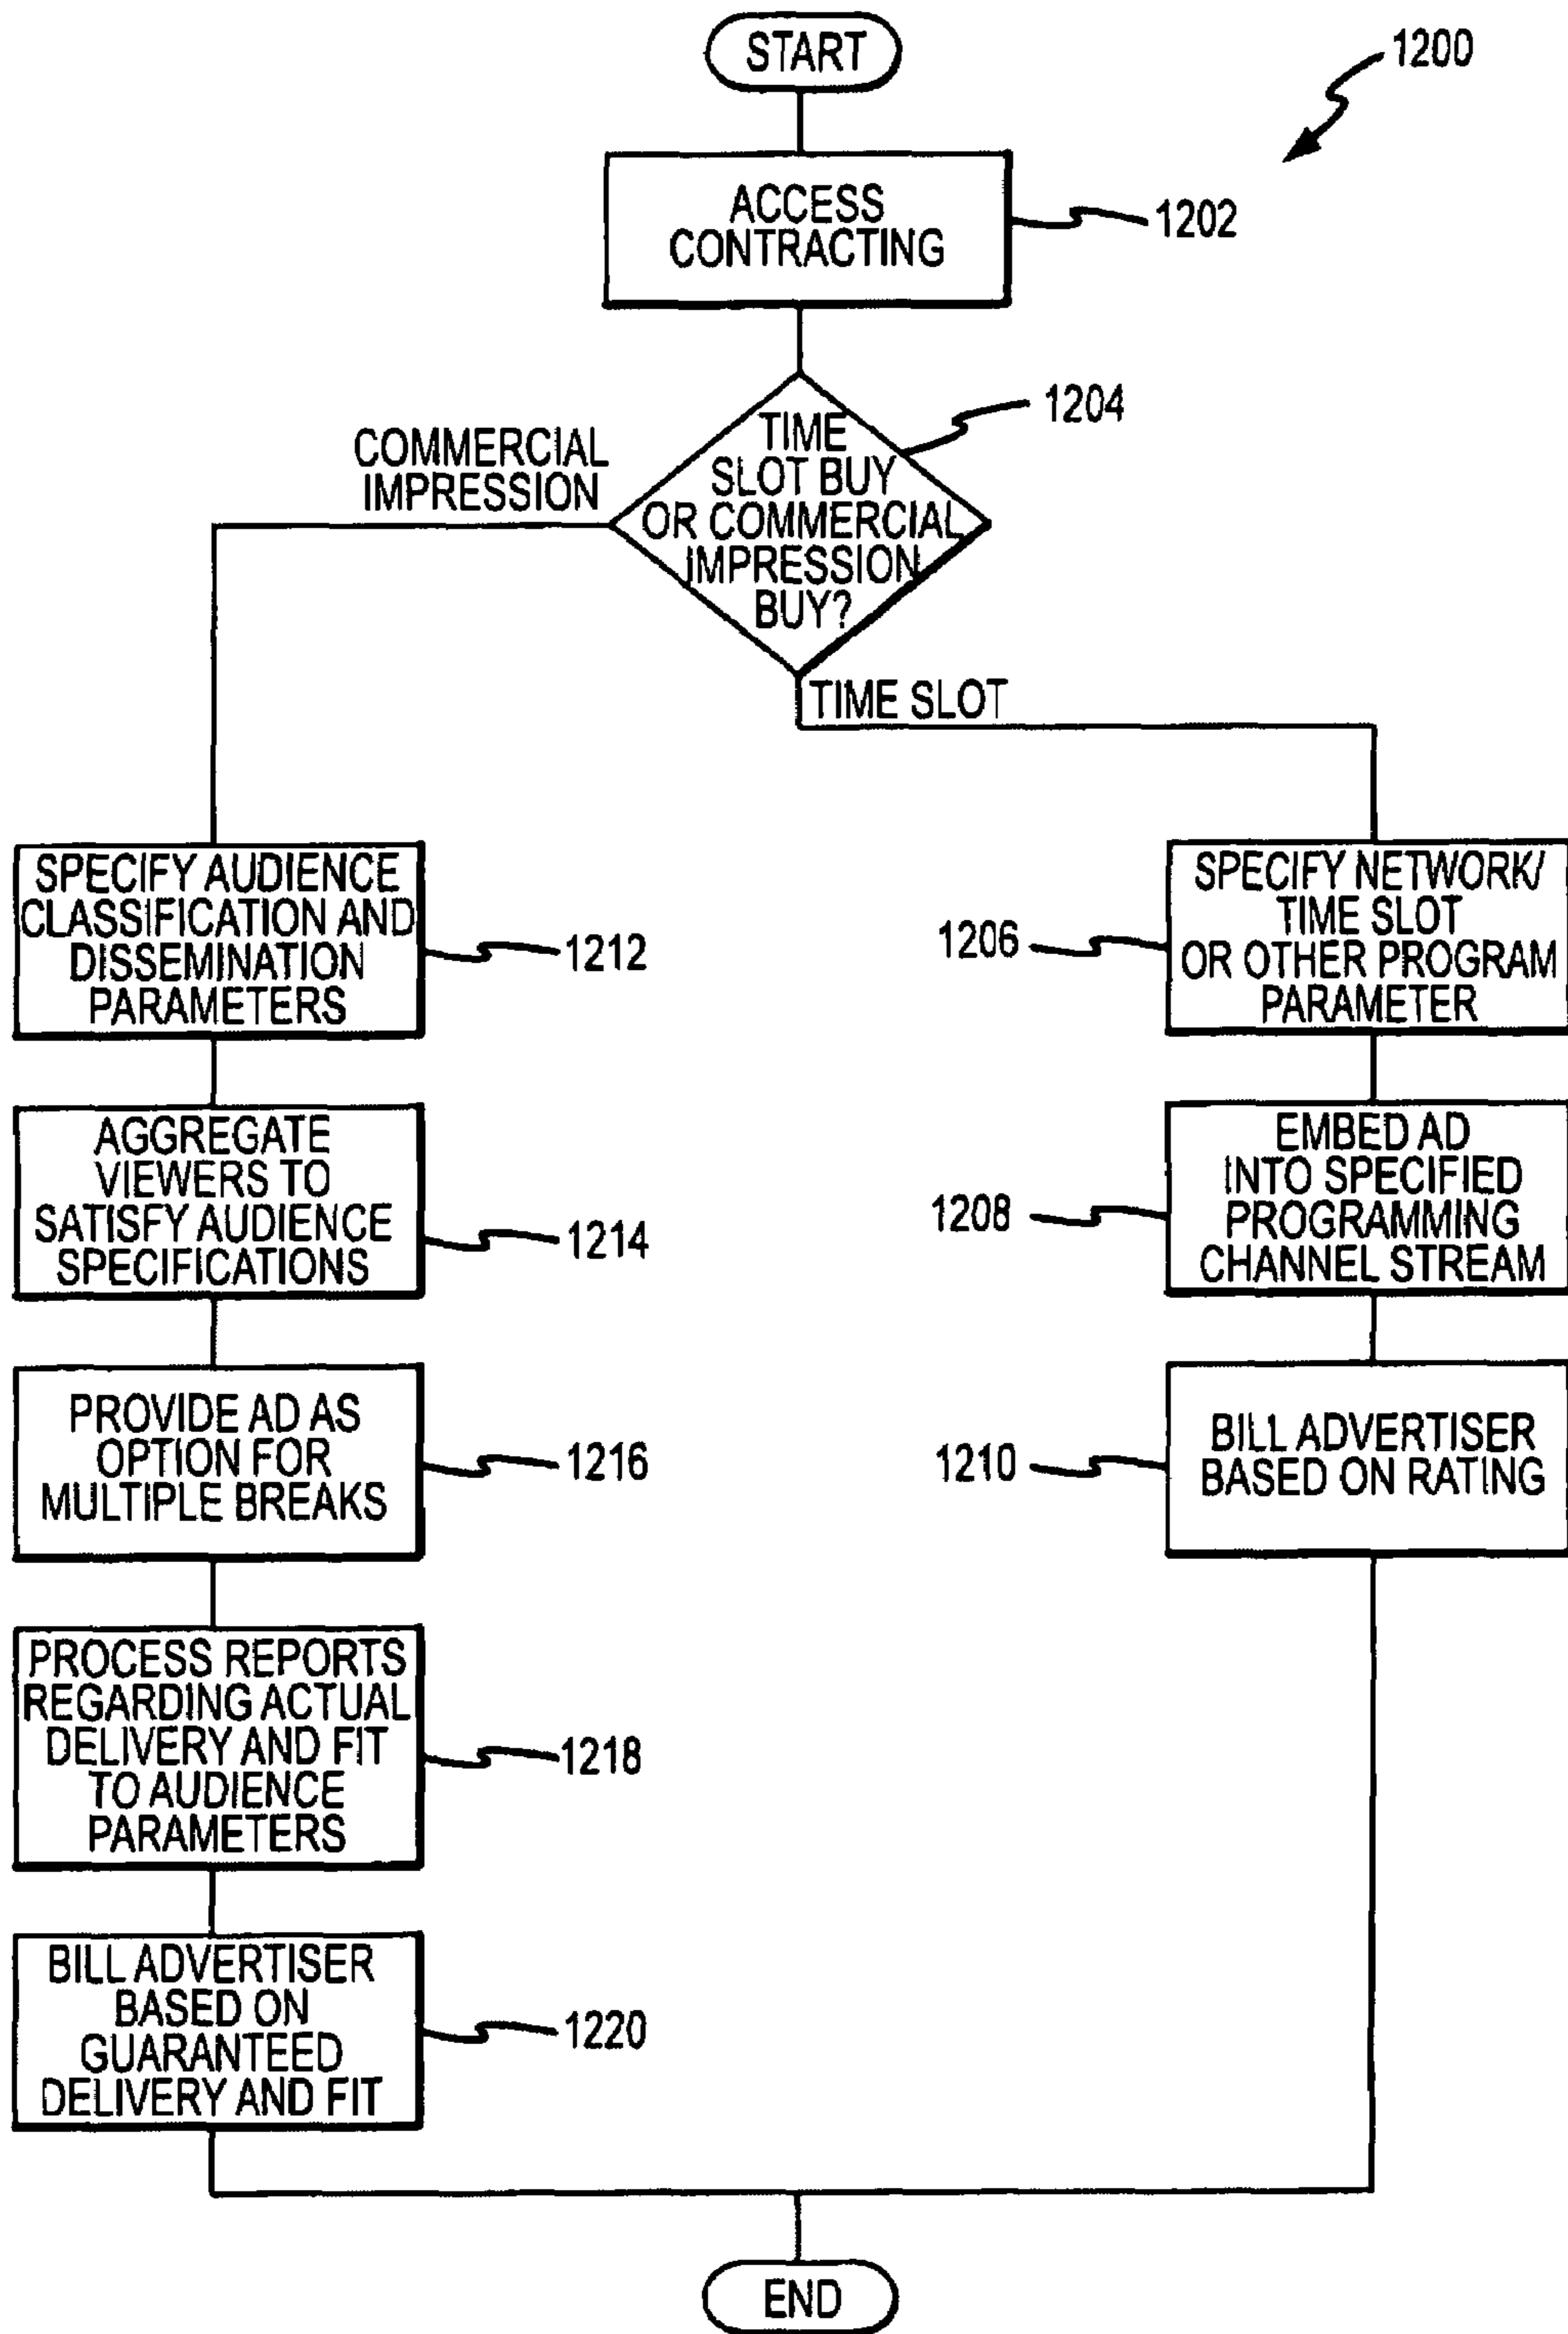 START
1200
ACCESS
CONTRACTING
1202
TIME
SLOT BUY
OR COMMERCIAL
IMPRESSION
BUY?
1204
COMMERCIAL
IMPRESSION
TIME SLOT
SPECIFY AUDIENCE
CLASSIFICATION AND
DISSEMINATION
PARAMETERS
1212
AGGREGATE
VIEWERS TO
SATISFY AUDIENCE
SPECIFICATIONS
1214
PROVIDE AD AS
OPTION FOR
MULTIPLE BREAKS
1216
PROCESS REPORTS
REGARDING ACTUAL
DELIVERY AND FIT
TO AUDIENCE
PARAMETERS
1218
BILL ADVERTISER
BASED ON
GUARANTEED
DELIVERY AND FIT
1220
SPECIFY NETWORK/
TIME SLOT
OR OTHER PROGRAM
PARAMETER
1206
EMBED AD
INTO SPECIFIED
PROGRAMMING
CHANNEL STREAM
1208
BILL ADVERTISER
BASED ON RATING
1210
END